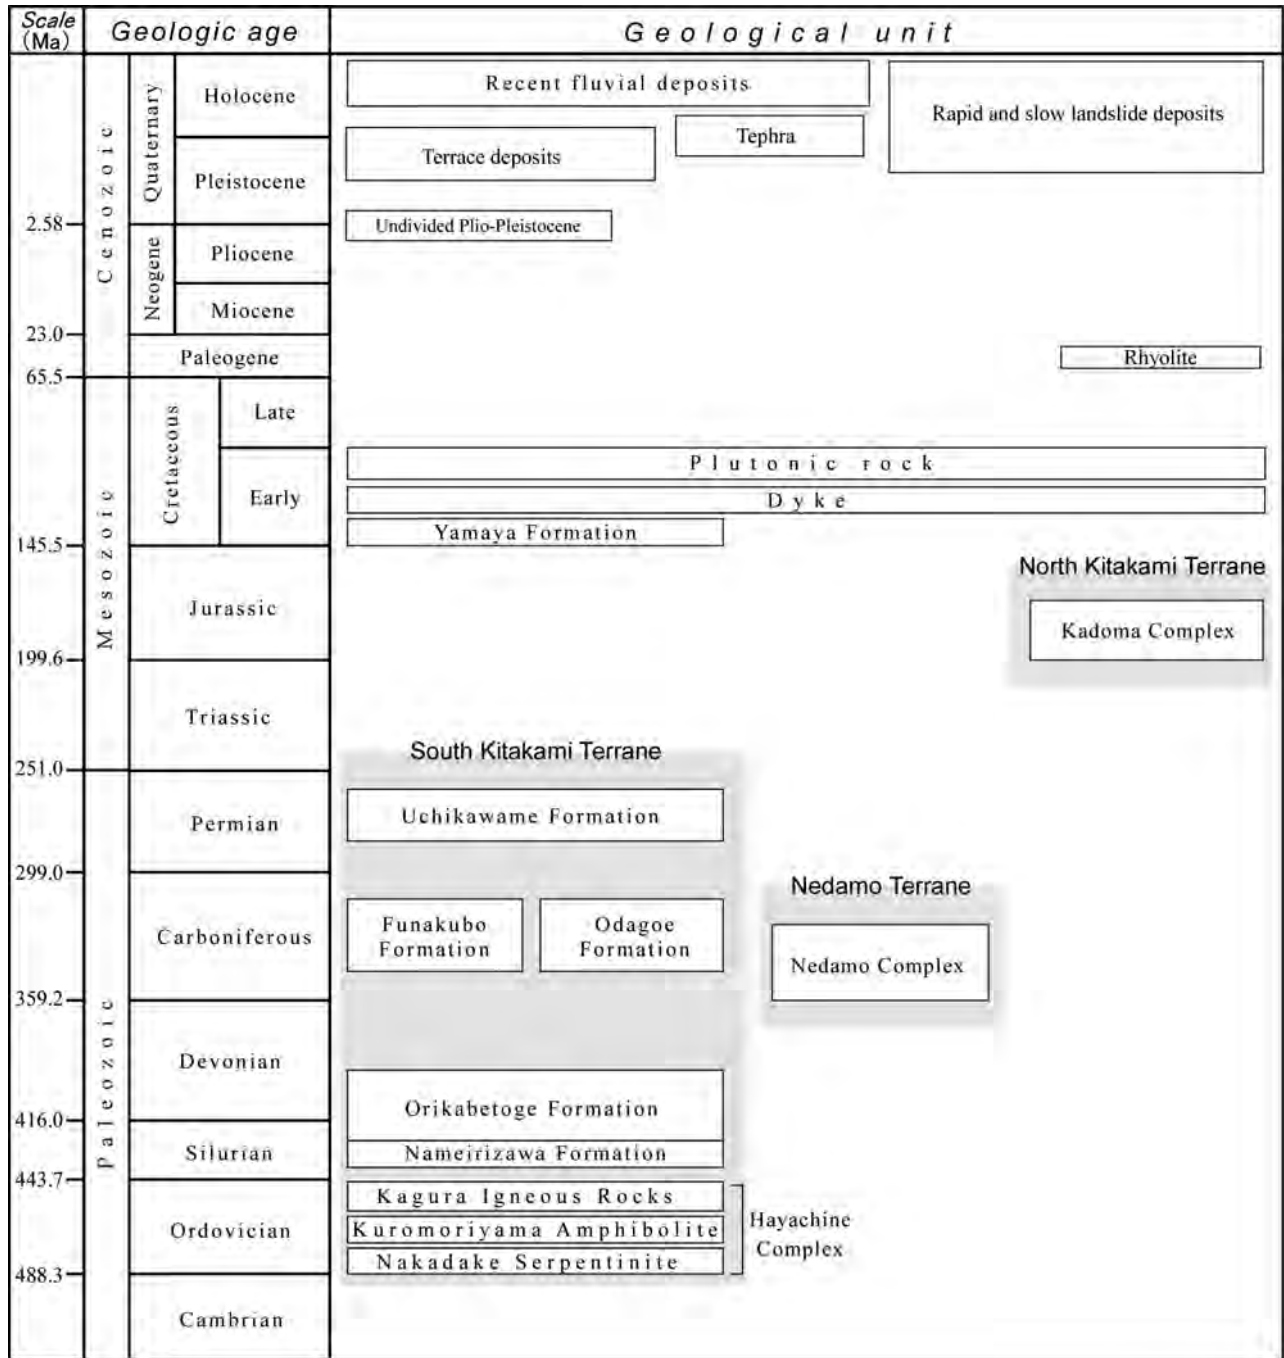 Scale
(Ma)
Geologic age
Geological unit
Cenozoic
Quaternary
Holocene
Pleistocene
Recent fluvial deposits
Rapid and slow landslide deposits
Tephra
Terrace deposits
2.58
Undivided Plio-Pleistocene
Neogene
Pliocene
Miocene
23.0
Paleogene
Rhyolite
65.5
Mesozoic
Cretaceous
Late
Early
Plutonic rock
Dyke
Yamaya Formation
145.5
North Kitakami Terrane
Jurassic
Kadoma Complex
199.6
Triassic
South Kitakami Terrane
251.0
Paleozoic
Permian
Uchikawame Formation
299.0
Nedamo Terrane
Carboniferous
Funakubo
Formation
Odagoe
Formation
Nedamo Complex
359.2
Devonian
Orikabetoge Formation
416.0
Silurian
Nameirizawa Formation
443.7
Ordovician
Kagura Igneous Rocks
Kuromoriyama Amphibolite
Nakadake Serpentinite
Hayachine
Complex
488.3
Cambrian